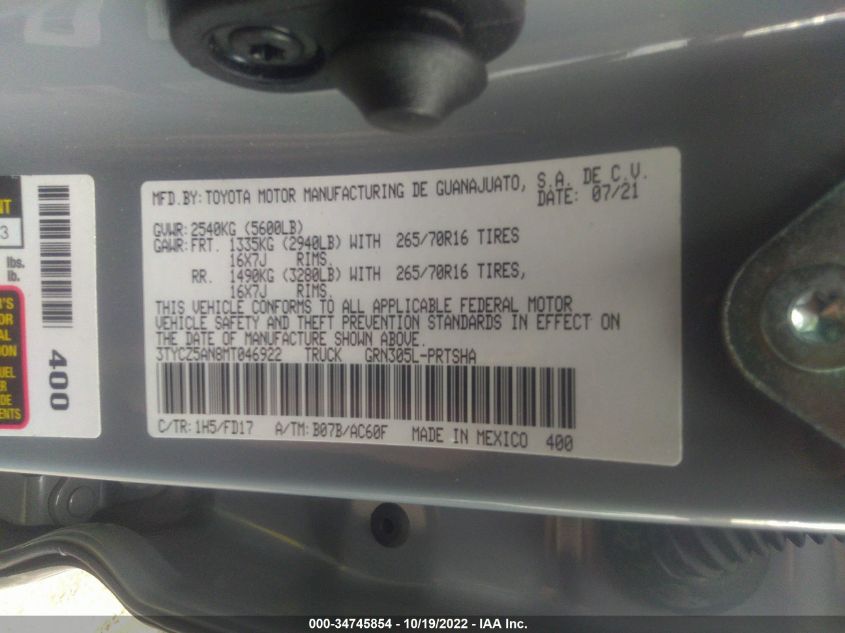 MFD.BY: TOYOTA MOTOR MANUFACTURING DE GUANAJUATO, S.A. DE C.V.
DATE: 07/21
GVWR: 2540KG (5600LB)
GAWR: FRT. 1335KG (2940LB) WITH 265/70R16 TIRES
16X7J RIMS.
RR. 1490KG (3280LB) WITH 265/70R16 TIRES,
16X7J RIMS.
THIS VEHICLE CONFORMS TO ALL APPLICABLE FEDERAL MOTOR
VEHICLE SAFETY AND THEFT PREVENTION STANDARDS IN EFFECT ON
THE DATE OF MANUFACTURE SHOWN ABOVE.
3TYCZ5AN8MT046922 TRUCK GRN305L-PRTSHA
C/TR: 1H5/FD17 A/TM: B07B/AC60F MADE IN MEXICO 400
NT
3
lbs.
lb.
400
000-34745854 - 10/19/2022 - IAA Inc.